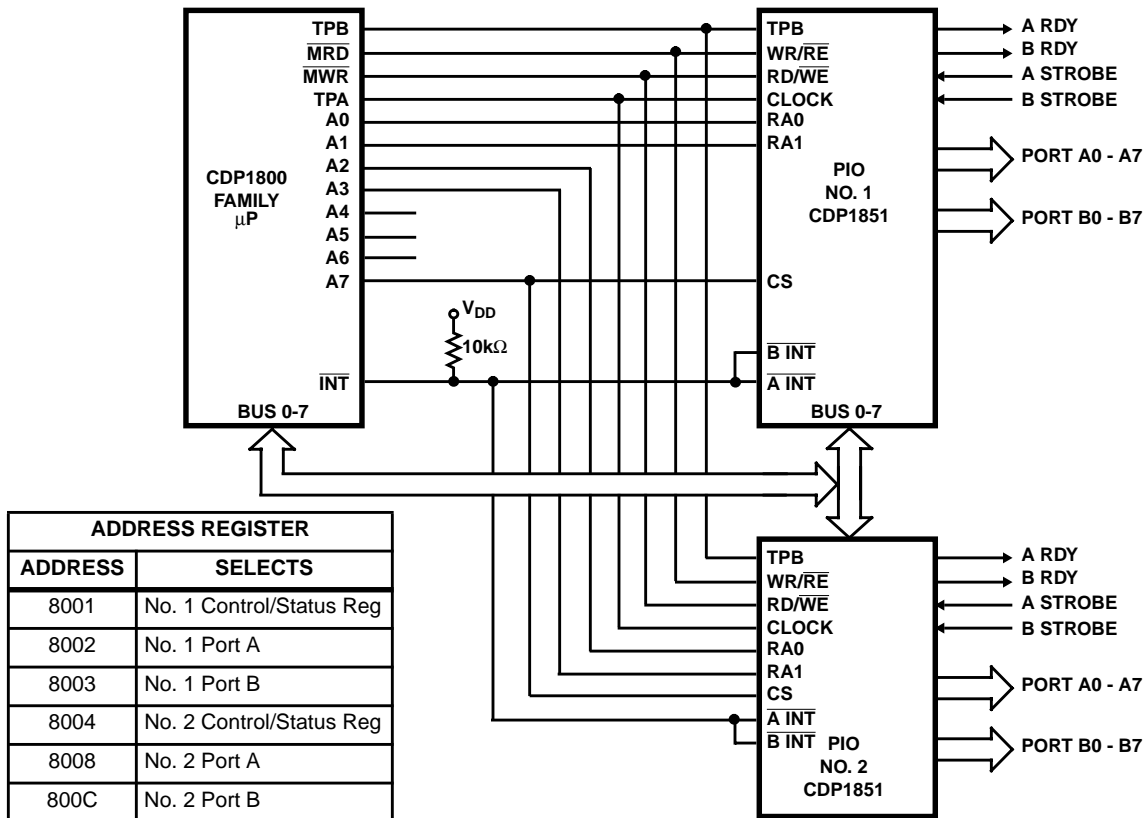 TPB
MRD
MWR
TPA
A0
A1
A2
A3
A4
A5
A6
A7
INT
CDP1800
FAMILY
μP
BUS 0-7
VDD
10kΩ
TPB
WR/RE
RD/WE
CLOCK
RA0
RA1
CS
B INT
A INT
PIO
NO. 1
CDP1851
BUS 0-7
A RDY
B RDY
A STROBE
B STROBE
PORT A0 - A7
PORT B0 - B7
TPB
WR/RE
RD/WE
CLOCK
RA0
RA1
CS
A INT
B INT
PIO
NO. 2
CDP1851
A RDY
B RDY
A STROBE
B STROBE
PORT A0 - A7
PORT B0 - B7
ADDRESS REGISTER
ADDRESS SELECTS
8001 No. 1 Control/Status Reg
8002 No. 1 Port A
8003 No. 1 Port B
8004 No. 2 Control/Status Reg
8008 No. 2 Port A
800C No. 2 Port B